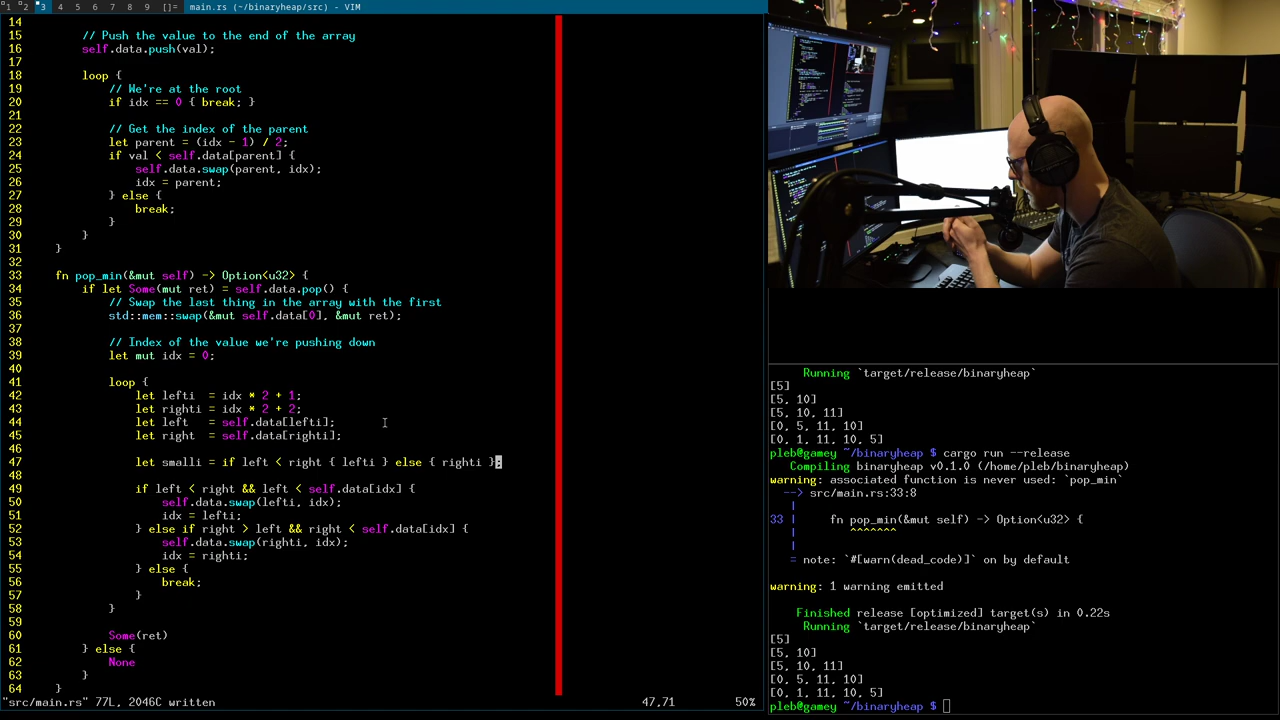 1 2 3 4 5 6 7 8 9 []= main.rs (~/binaryheap/src) - VIM
14
15 // Push the value to the end of the array
16 self.data.push(val);
17
18 loop {
19 // We're at the root
20 if idx == 0 { break; }
21
22 // Get the index of the parent
23 let parent = (idx - 1) / 2;
24 if val < self.data[parent] {
25 self.data.swap(parent, idx);
26 idx = parent;
27 } else {
28 break;
29 }
30 }
31 }
32
33 fn pop_min(&mut self) -> Option<u32> {
34 if let Some(mut ret) = self.data.pop() {
35 // Swap the last thing in the array with the first
36 std::mem::swap(&mut self.data[0], &mut ret);
37
38 // Index of the value we're pushing down
39 let mut idx = 0;
40
41 loop {
42 let lefti  = idx * 2 + 1;
43 let righti = idx * 2 + 2;
44 let left   = self.data[lefti];
45 let right  = self.data[righti];
46
47 let smalli = if left < right { lefti } else { righti };
48
49 if left < right && left < self.data[idx] {
50 self.data.swap(lefti, idx);
51 idx = lefti;
52 } else if right > left && right < self.data[idx] {
53 self.data.swap(righti, idx);
54 idx = righti;
55 } else {
56 break;
57 }
58 }
59
60 Some(ret)
61 } else {
62 None
63 }
64 }
"src/main.rs" 77L, 2046C written 47,71 50%
Running `target/release/binaryheap`
[5]
[5, 10]
[5, 10, 11]
[0, 5, 11, 10]
[0, 1, 11, 10, 5]
pleb@gamey ~/binaryheap $ cargo run --release
Compiling binaryheap v0.1.0 (/home/pleb/binaryheap)
warning: associated function is never used: `pop_min`
--> src/main.rs:33:8
|
33 | fn pop_min(&mut self) -> Option<u32> {
| ^^^^^^^
|
= note: `#[warn(dead_code)]` on by default
warning: 1 warning emitted
Finished release [optimized] target(s) in 0.22s
Running `target/release/binaryheap`
[5]
[5, 10]
[5, 10, 11]
[0, 5, 11, 10]
[0, 1, 11, 10, 5]
pleb@gamey ~/binaryheap $